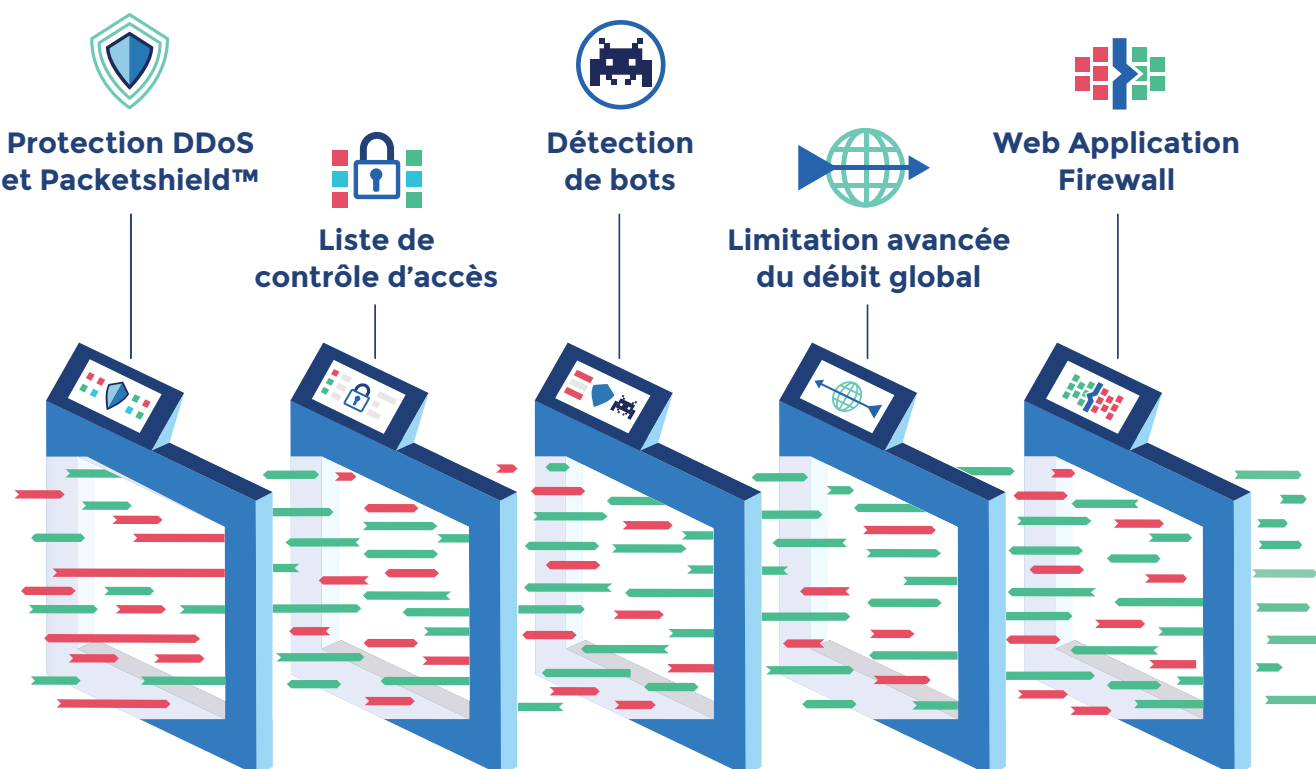 Protection DDoS
et Packetshield™
Liste de
contrôle d’accès
Détection
de bots
Limitation avancée
du débit global
Web Application
Firewall